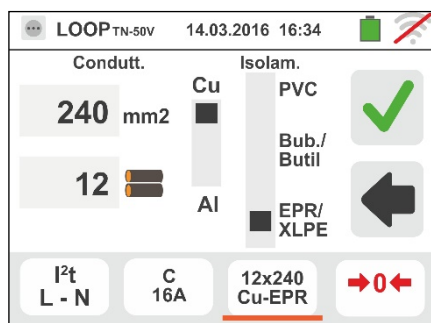 LOOP TN-50V 14.03.2016 16:34
Condutt. Isolam.
240 mm2
12
Cu
Al
PVC
Bub./
Butil
EPR/
XLPE
I²t
L - N
C
16A
12x240
Cu-EPR
0